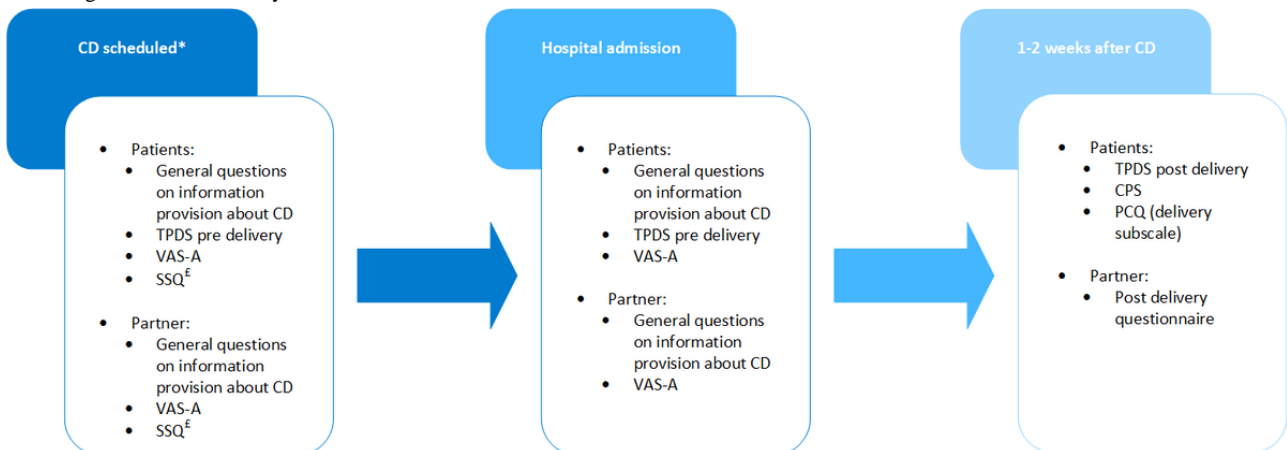 CD scheduled*
• Patients:
• General questions
on information
provision about CD
• TPDS pre delivery
• VAS-A
• SSQ£
• Partner:
• General questions
on information
provision about CD
• VAS-A
• SSQ£
Hospital admission
• Patients:
• General questions
on information
provision about CD
• TPDS pre delivery
• VAS-A
• Partner:
• General questions
on information
provision about CD
• VAS-A
1-2 weeks after CD
• Patients:
• TPDS post delivery
• CPS
• PCQ (delivery
subscale)
• Partner:
• Post delivery
questionnaire